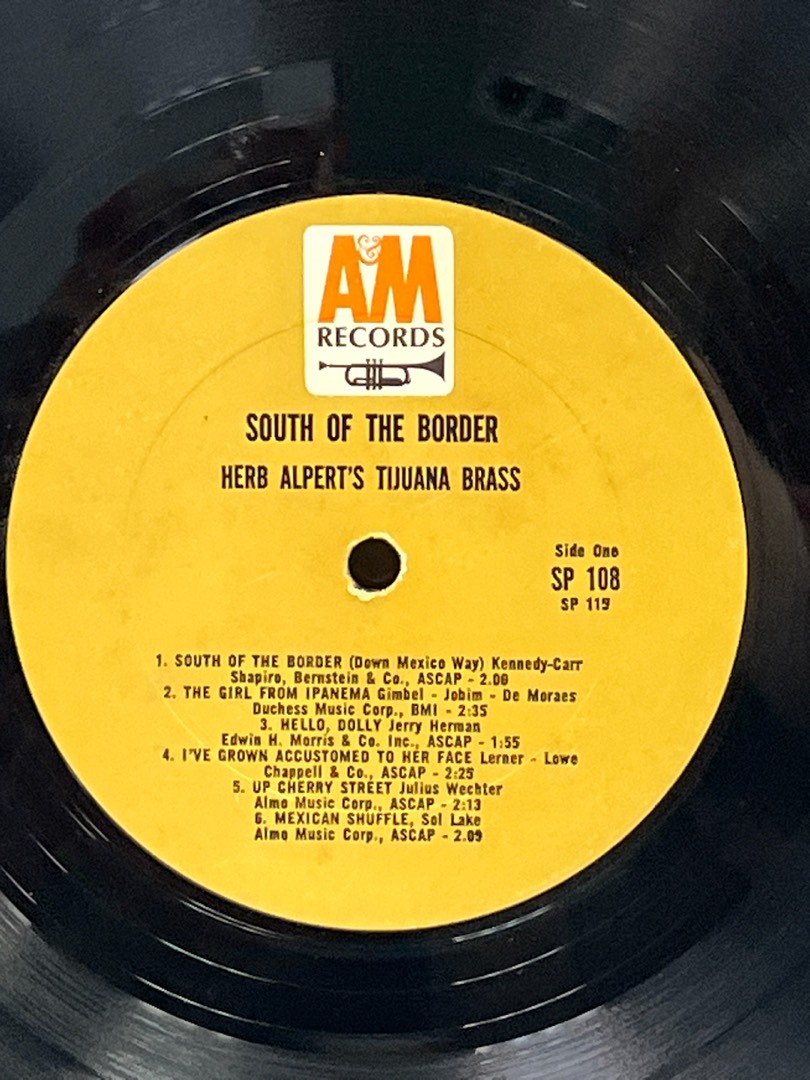 A&M
RECORDS
SOUTH OF THE BORDER
HERB ALPERT'S TIJUANA BRASS
Side One
SP 108
SP 119
1. SOUTH OF THE BORDER (Down Mexico Way) Kennedy-Carr
Shapiro, Bernstein & Co., ASCAP - 2.00
2. THE GIRL FROM IPANEMA Gimbel - Jobim - De Moraes
Duchess Music Corp., BMI - 2:35
3. HELLO, DOLLY Jerry Herman
Edwin H. Morris & Co. Inc., ASCAP - 1:55
4. I'VE GROWN ACCUSTOMED TO HER FACE Lerner - Lowe
Chappell & Co., ASCAP - 2:25
5. UP CHERRY STREET Julius Wechter
Almo Music Corp., ASCAP - 2:13
6. MEXICAN SHUFFLE, Sol Lake
Almo Music Corp., ASCAP - 2.09